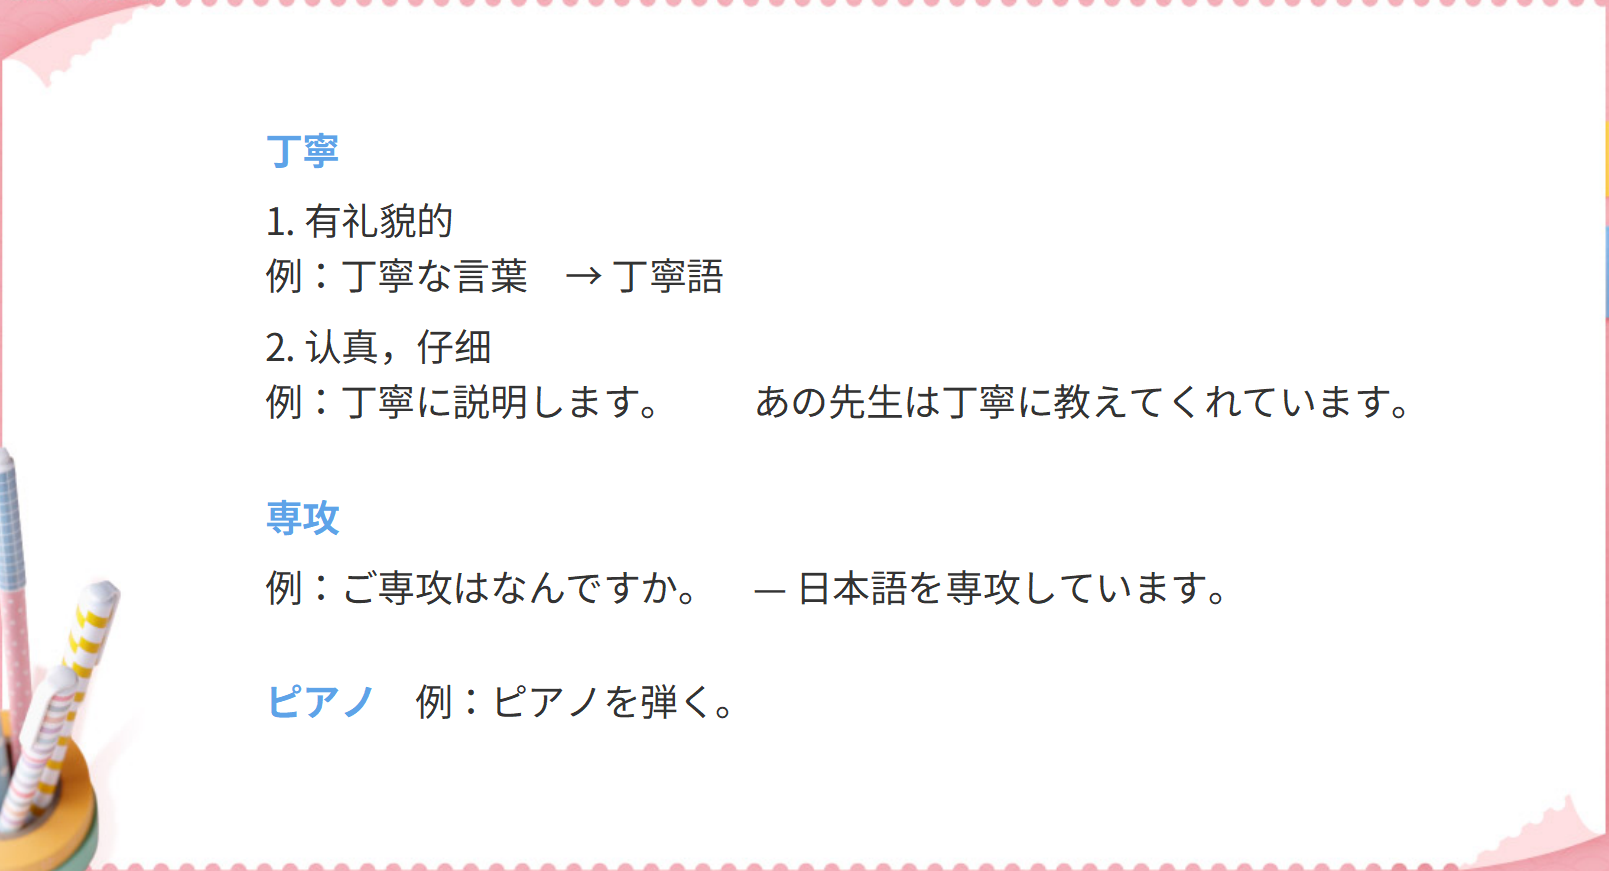 丁寧
1. 有礼貌的
例：丁寧な言葉　→ 丁寧語
2. 认真，仔细
例：丁寧に説明します。　　あの先生は丁寧に教えてくれています。
専攻
例：ご専攻はなんですか。　— 日本語を専攻しています。
ピアノ　例：ピアノを弾く。